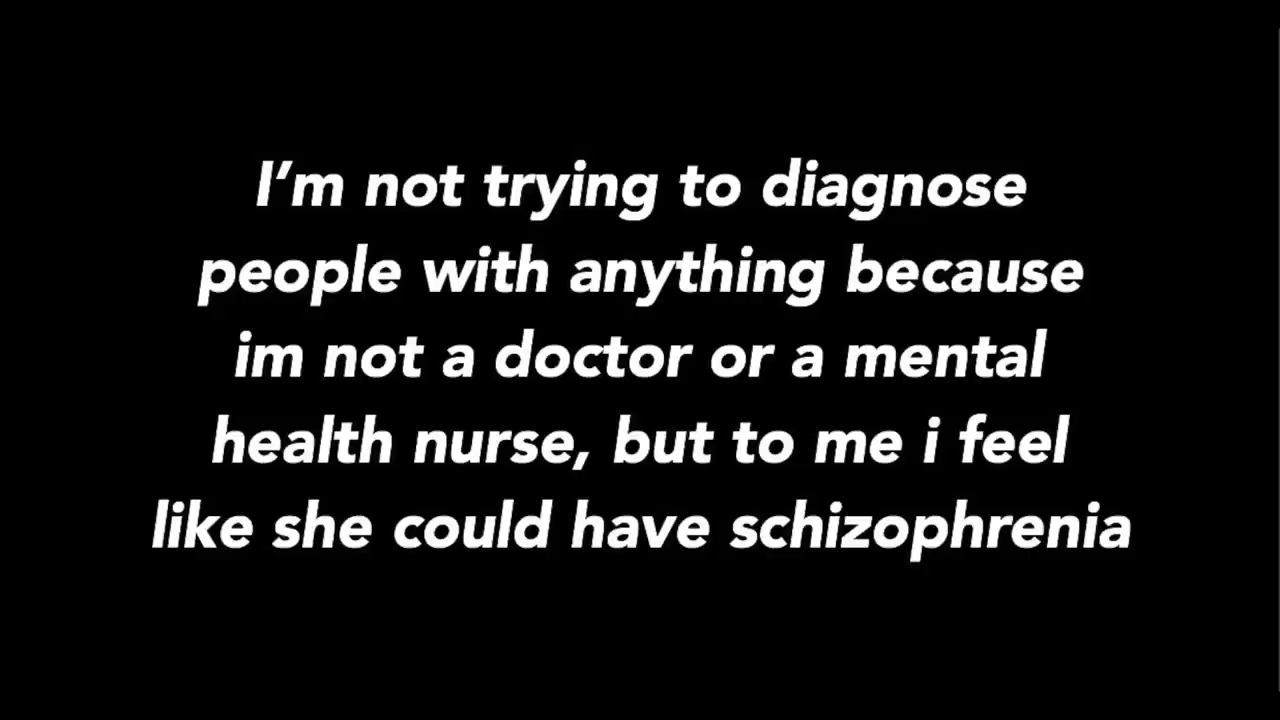 I’m not trying to diagnose
people with anything because
im not a doctor or a mental
health nurse, but to me i feel
like she could have schizophrenia